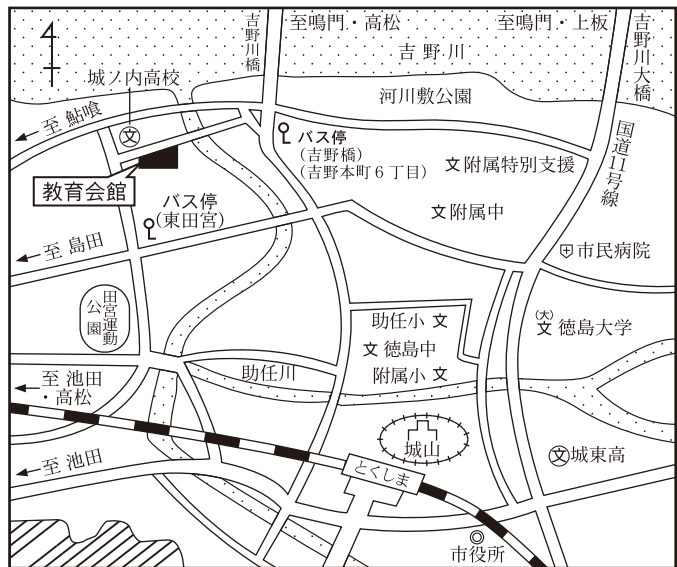 至鳴門・高松
至鳴門・上板
吉野川橋
吉野川
吉野川大橋
城ノ内高校
河川敷公園
至 鮎喰
文
バス停
(吉野橋)
(吉野本町6丁目)
国道11号線
文附属特別支援
教育会館
バス停
(東田宮)
文附属中
至 島田
市民病院
田宮運動
公園
助任小 文
(大)
文徳島大学
文 徳島中
附属小 文
至 池田
・高松
助任川
城山
文城東高
至 池田
とくしま
市役所